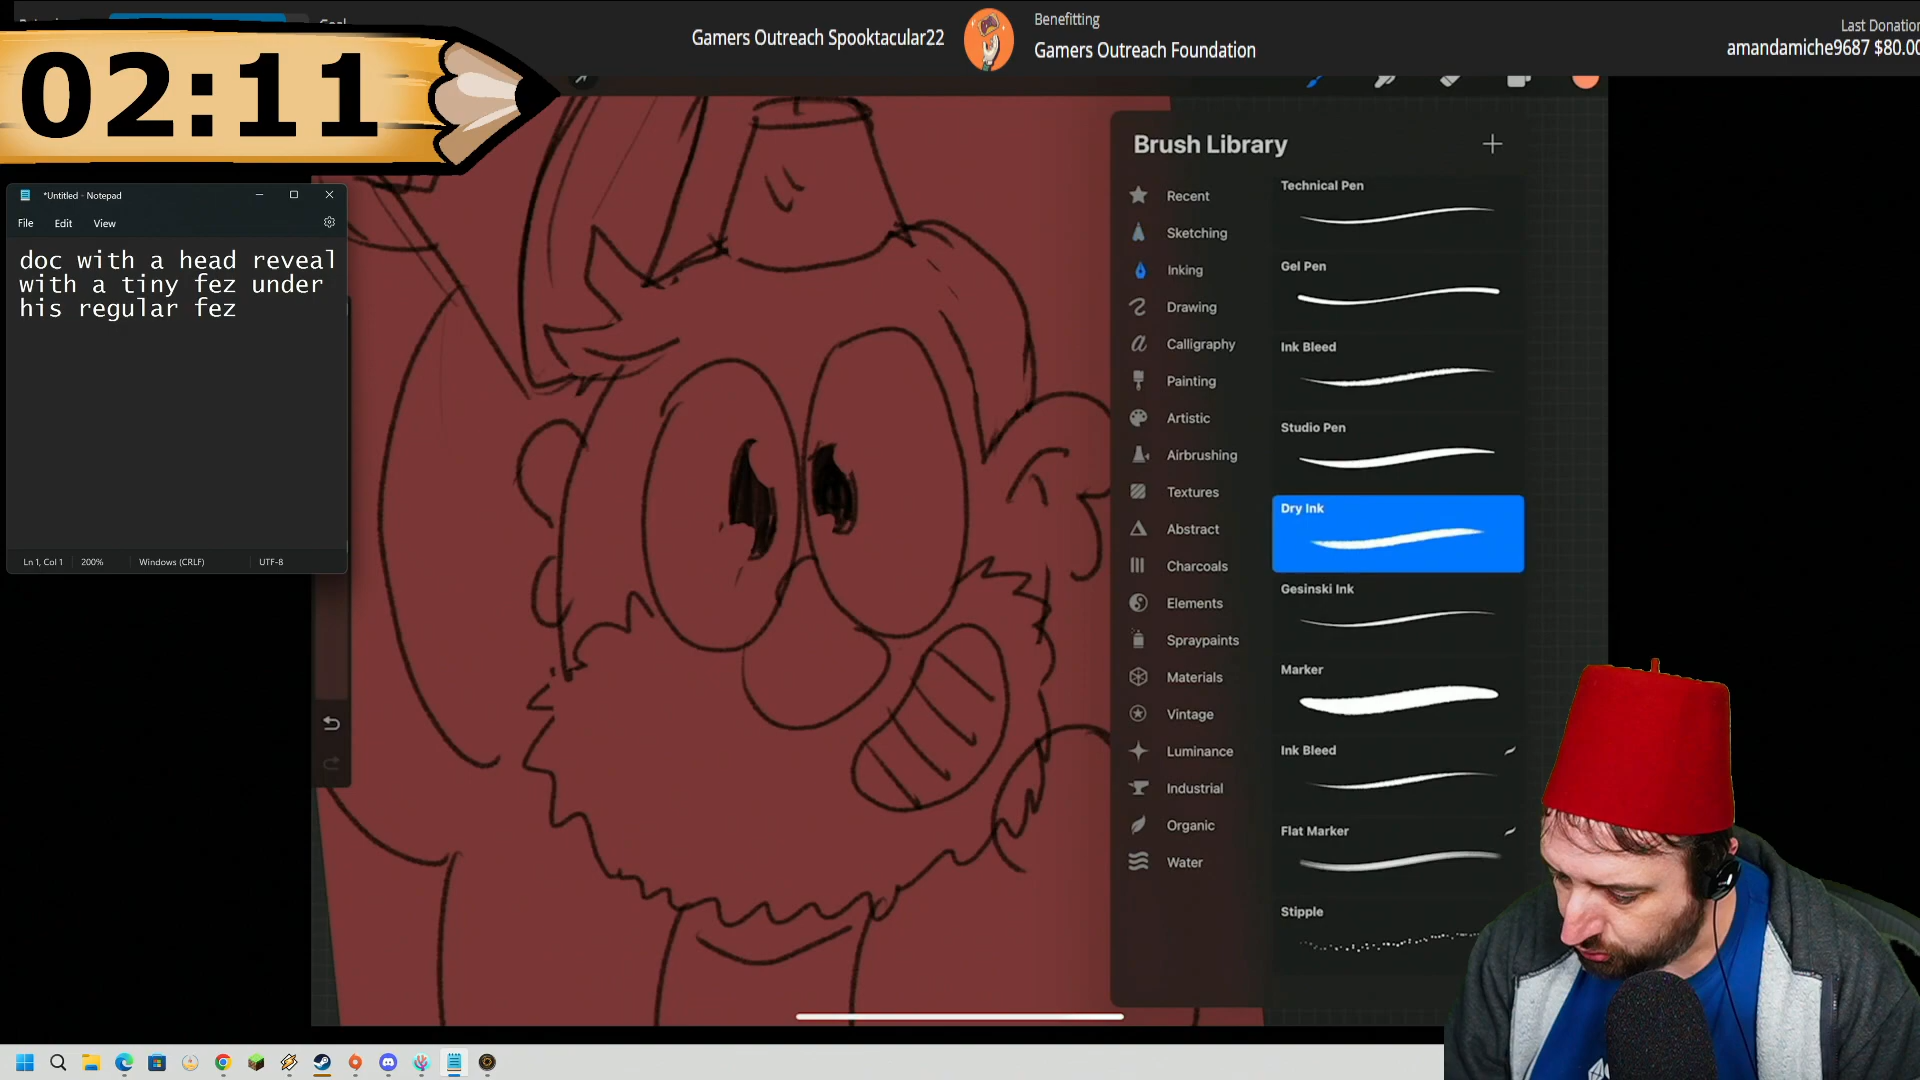 Goal
Gamers Outreach Spooktacular22
Benefitting
Gamers Outreach Foundation
Last Donation
amandamiche9687 $80.00
02:11
*Untitled - Notepad
File Edit View
doc with a head reveal
with a tiny fez under
his regular fez
Ln 1, Col 1 200% Windows (CRLF) UTF-8
Brush Library
Recent
Sketching
Inking
Drawing
Calligraphy
Painting
Artistic
Airbrushing
Textures
Abstract
Charcoals
Elements
Spraypaints
Materials
Vintage
Luminance
Industrial
Organic
Water
Technical Pen
Gel Pen
Ink Bleed
Studio Pen
Dry Ink
Gesinski Ink
Marker
Ink Bleed
Flat Marker
Stipple